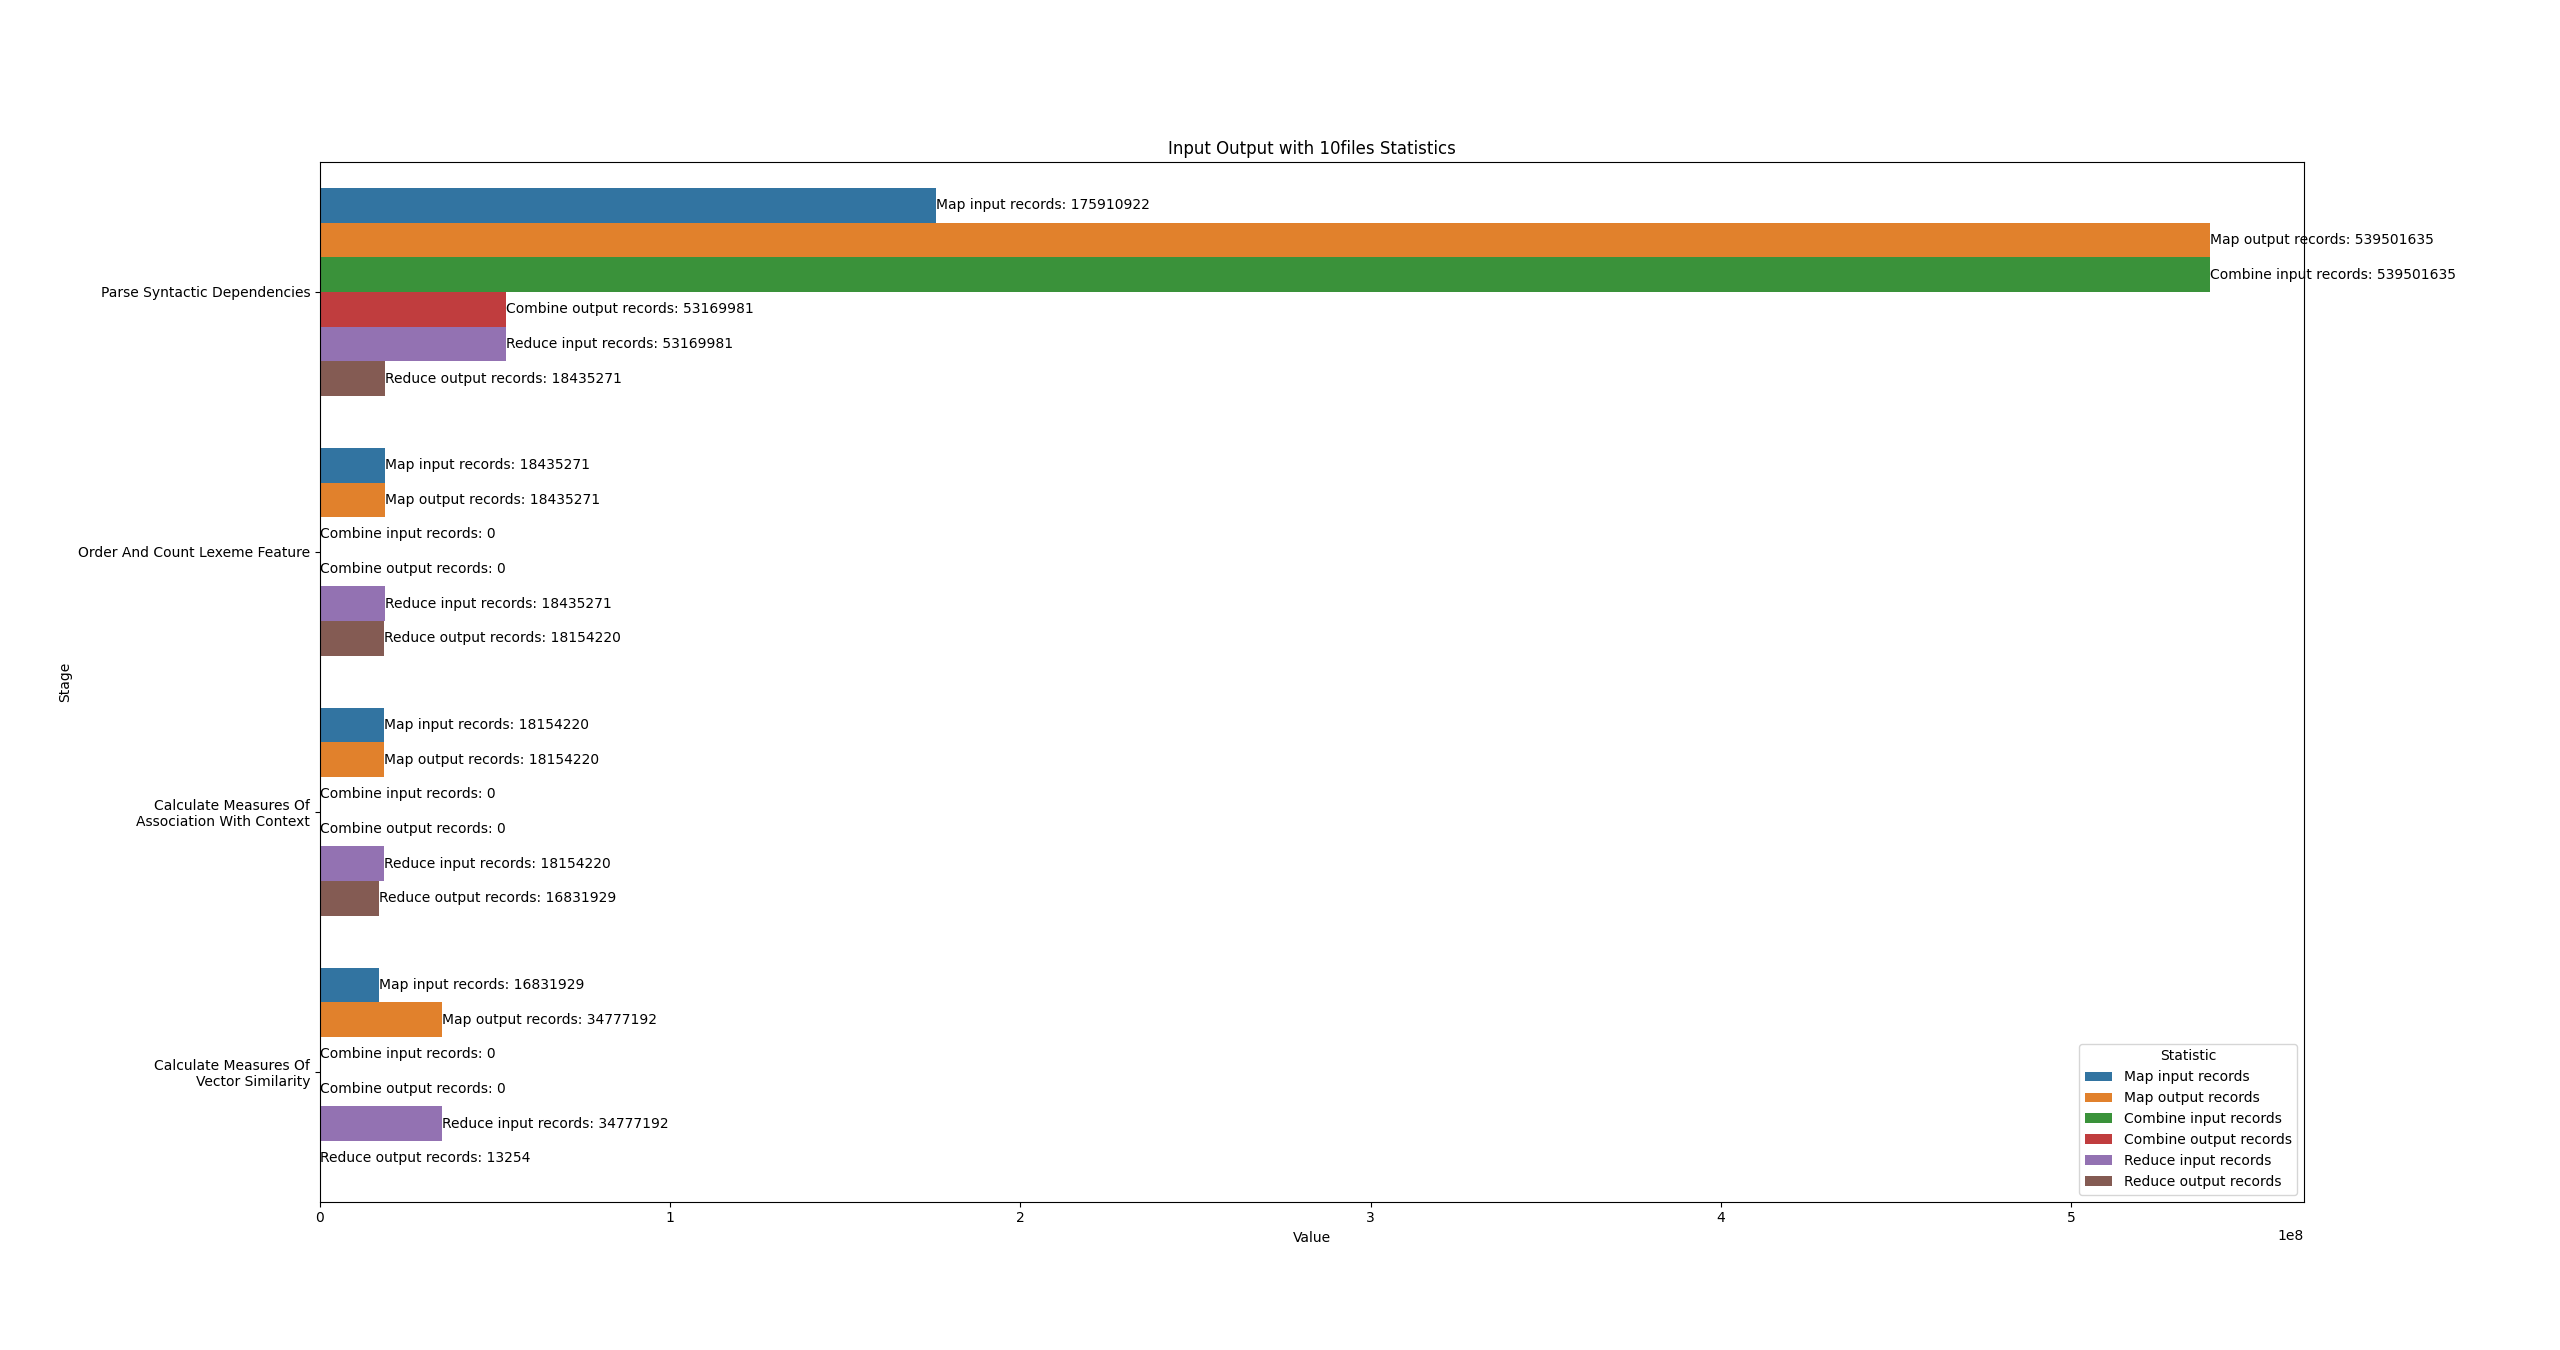 Input Output with 10files Statistics
Map input records: 175910922
Map output records: 539501635
Combine input records: 539501635
Parse Syntactic Dependencies
Combine output records: 53169981
Reduce input records: 53169981
Reduce output records: 18435271
Map input records: 18435271
Map output records: 18435271
Combine input records: 0
Order And Count Lexeme Feature
Combine output records: 0
Reduce input records: 18435271
Reduce output records: 18154220
Stage
Map input records: 18154220
Map output records: 18154220
Combine input records: 0
Calculate Measures Of
Association With Context
Combine output records: 0
Reduce input records: 18154220
Reduce output records: 16831929
Map input records: 16831929
Map output records: 34777192
Combine input records: 0
Calculate Measures Of
Vector Similarity
Combine output records: 0
Reduce input records: 34777192
Reduce output records: 13254
Statistic
Map input records
Map output records
Combine input records
Combine output records
Reduce input records
Reduce output records
0 1 2 3 4 5
1e8
Value